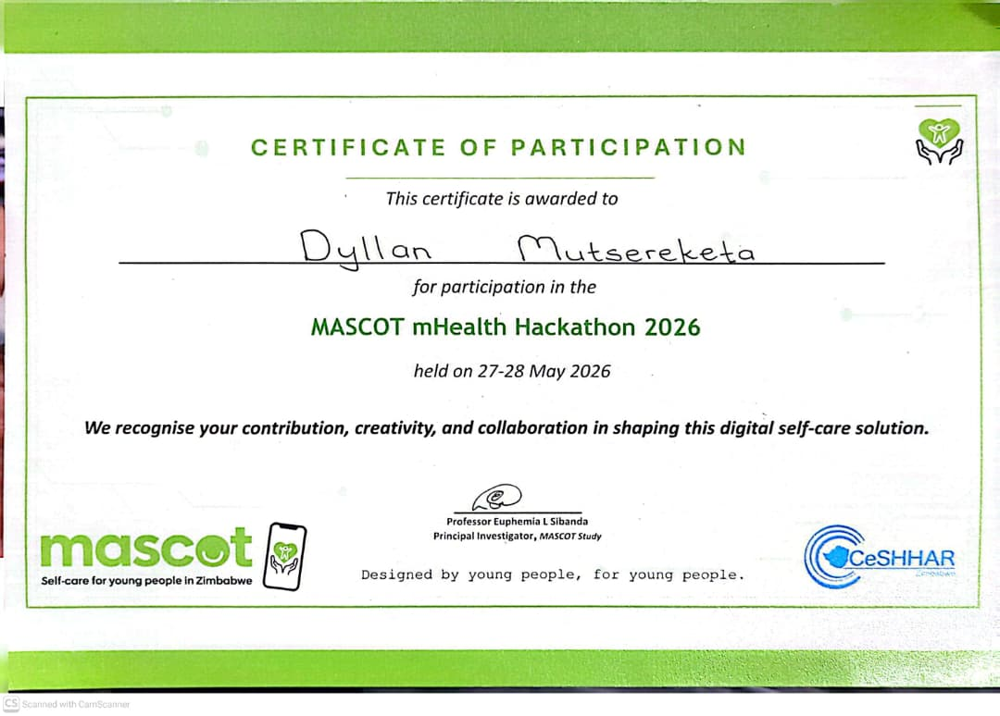 CERTIFICATE OF PARTICIPATION
This certificate is awarded to
Dyllan Mutsereketa
for participation in the
MASCOT mHealth Hackathon 2026
held on 27-28 May 2026
We recognise your contribution, creativity, and collaboration in shaping this digital self-care solution.
Professor Euphemia L Sibanda
Principal Investigator, MASCOT Study
mascot
Self-care for young people in Zimbabwe
Designed by young people, for young people.
CeSHHAR
Zimbabwe
CS Scanned with CamScanner